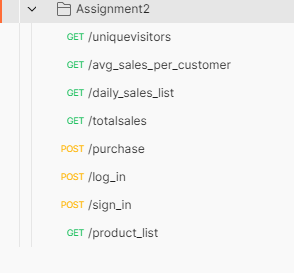 Assignment2
GET /uniquevisitors
GET /avg_sales_per_customer
GET /daily_sales_list
GET /totalsales
POST /purchase
POST /log_in
POST /sign_in
GET /product_list